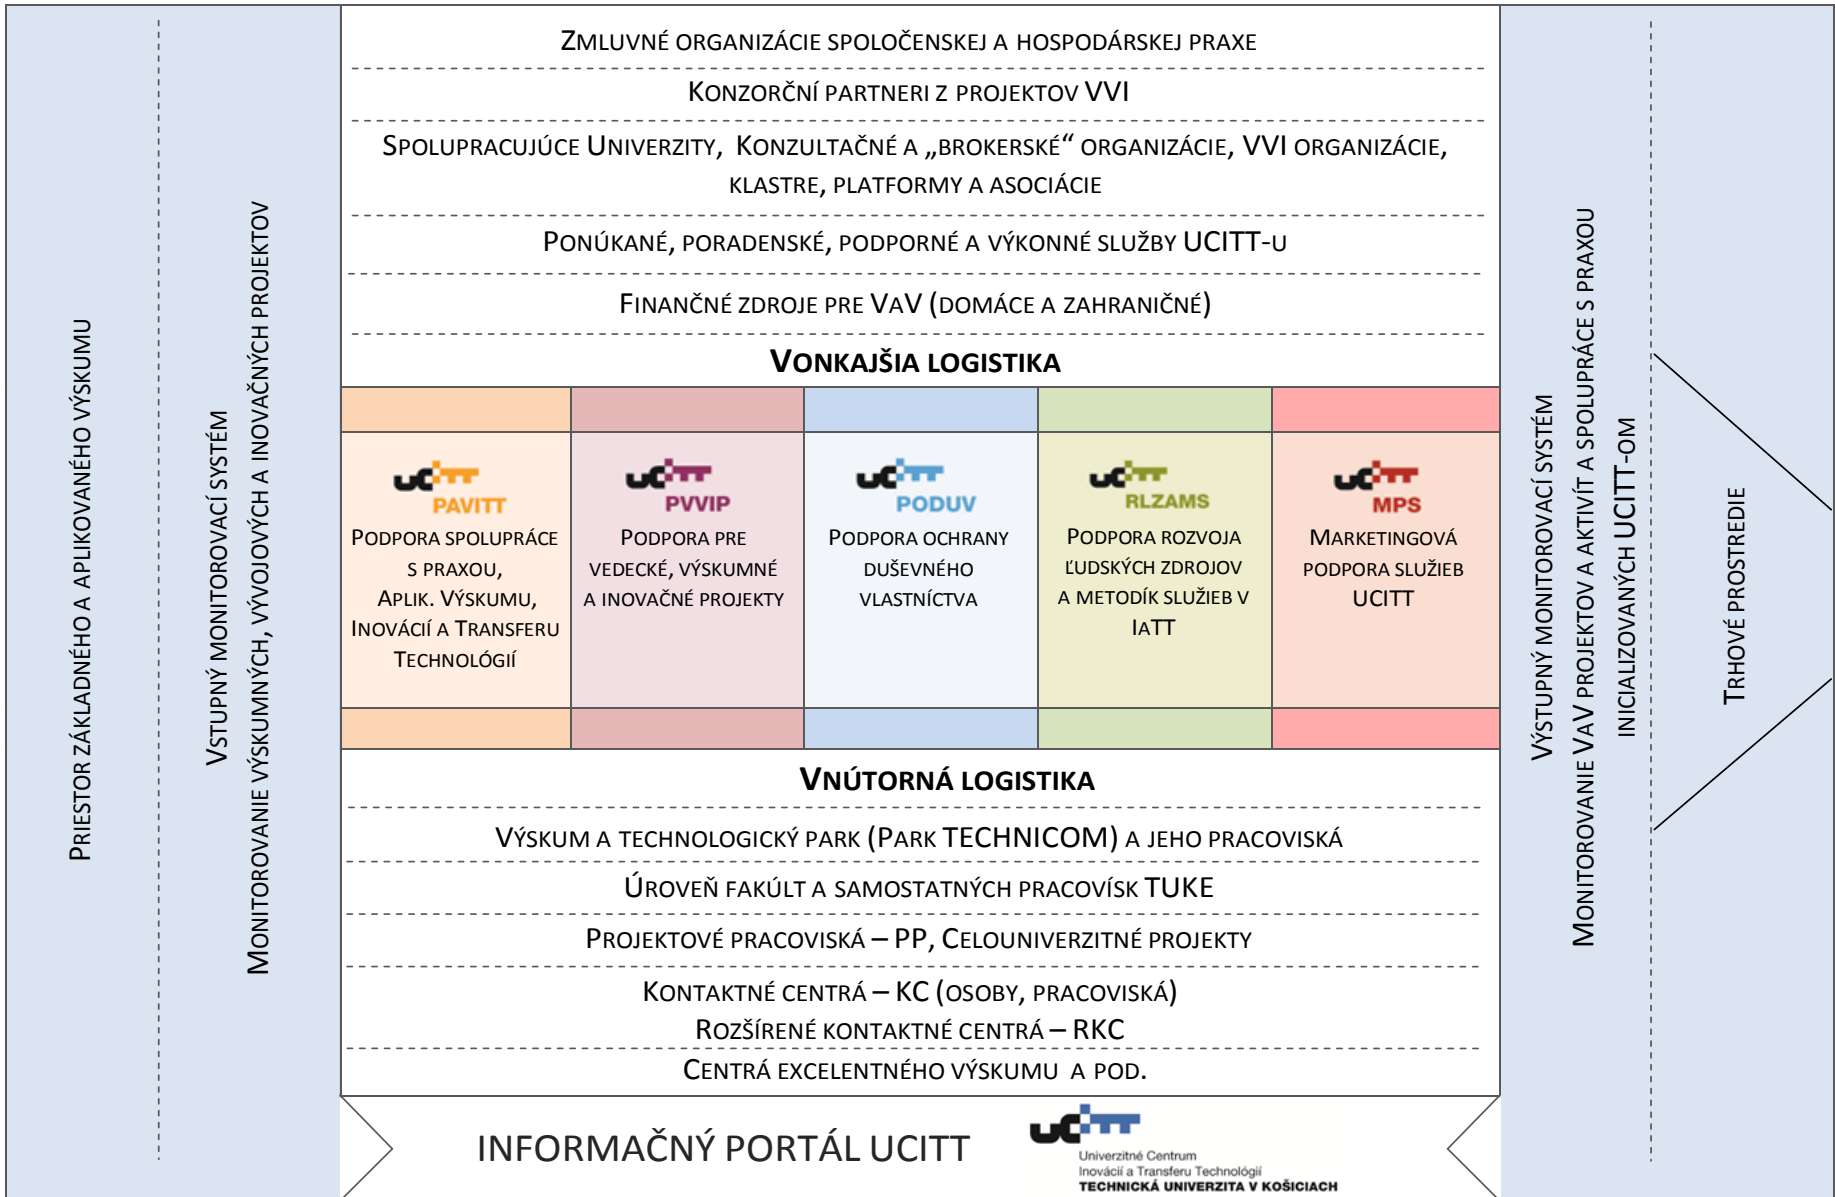 Priestor základného a aplikovaného výskumu
Vstupný monitorovací systém
Monitorovanie výskumných, vývojových a inovačných projektov
Zmluvné organizácie spoločenskej a hospodárskej praxe
Konzorční partneri z projektov VVI
Spolupracujúce Univerzity, Konzultačné a „brokerské“ organizácie, VVI organizácie,
klastre, platformy a asociácie
Ponúkané, poradenské, podporné a výkonné služby UCITT-u
Finančné zdroje pre VaV (domáce a zahraničné)
Vonkajšia logistika
ucitt
PAVITT
Podpora spolupráce
s praxou,
Aplik. Výskumu,
Inovácií a Transferu
Technológií
ucitt
PVVIP
Podpora pre
vedecké, výskumné
a inovačné projekty
ucitt
PODUV
Podpora ochrany
duševného
vlastníctva
ucitt
RLZAMS
Podpora rozvoja
ľudských zdrojov
a metodík služieb v
IaTT
ucitt
MPS
Marketingová
podpora služieb
UCITT
Vnútorná logistika
Výskum a technologický park (Park TECHNICOM) a jeho pracoviská
Úroveň fakúlt a samostatných pracovísk TUKE
Projektové pracoviská – PP, Celouniverzitné projekty
Kontaktné centrá – KC (osoby, pracoviská)
Rozšírené kontaktné centrá – RKC
Centrá excelentného výskumu a pod.
INFORMAČNÝ PORTÁL UCITT
ucitt
Univerzitné Centrum
Inovácií a Transferu Technológií
TECHNICKÁ UNIVERZITA V KOŠICIACH
Výstupný monitorovací systém
Monitorovanie VaV projektov a aktivít a spolupráce s praxou
inicializovaných UCITT-om
Trhové prostredie